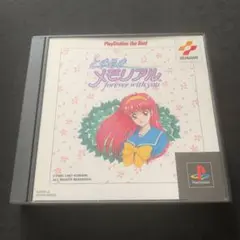 PlayStation the Best
KONAMI
ときめき
メモリアル
forever with you
PlayStation